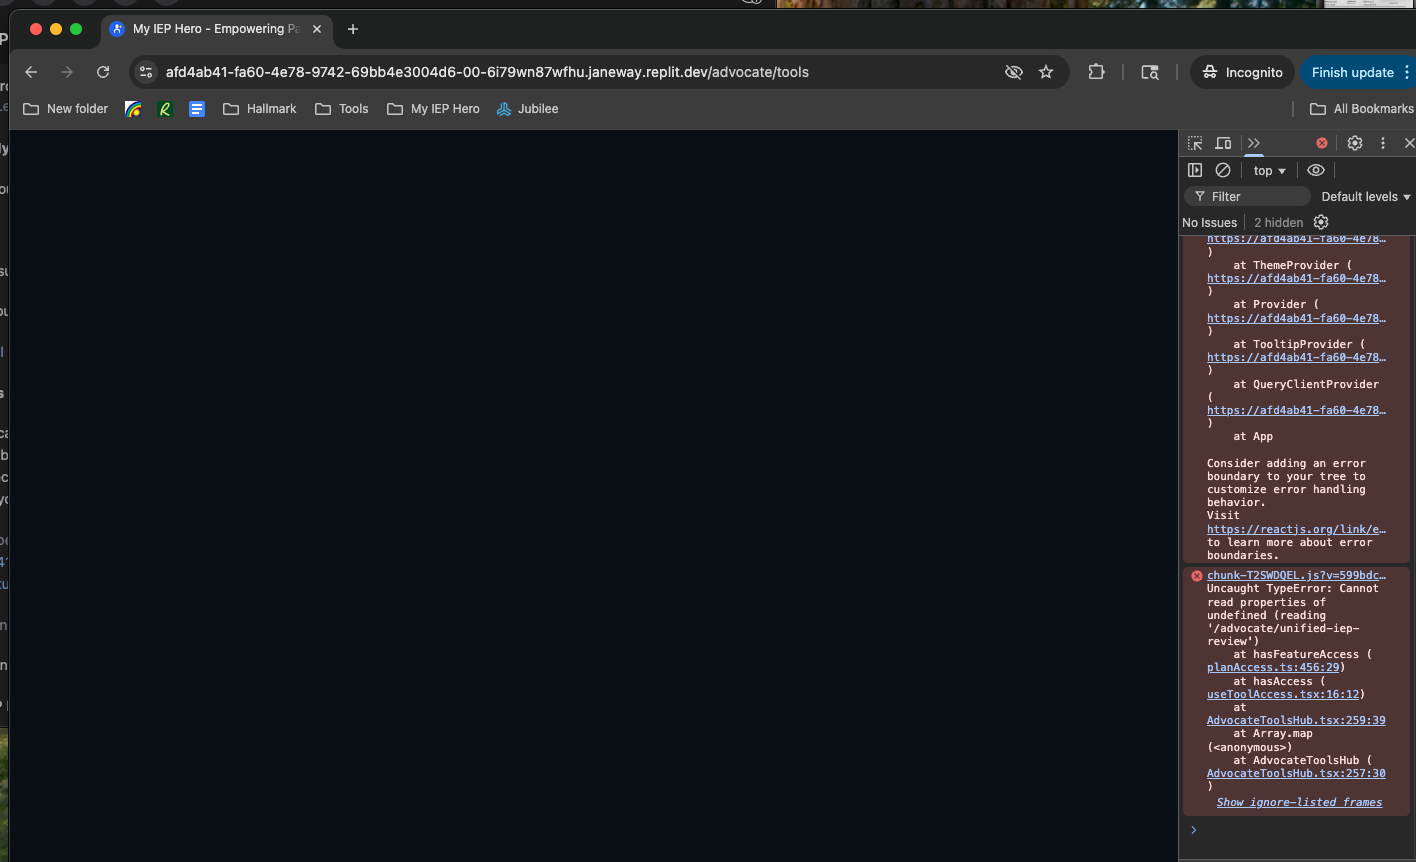 My IEP Hero - Empowering Pa
afd4ab41-fa60-4e78-9742-69bb4e3004d6-00-6i79wn87wfhu.janeway.replit.dev/advocate/tools
Incognito
Finish update
New folder
Hallmark
Tools
My IEP Hero
Jubilee
All Bookmarks
top
Filter
Default levels
No Issues
2 hidden
https://afd4ab41-fa60-4e78…
)
at ThemeProvider (
https://afd4ab41-fa60-4e78…
)
at Provider (
https://afd4ab41-fa60-4e78…
)
at TooltipProvider (
https://afd4ab41-fa60-4e78…
)
at QueryClientProvider
(
https://afd4ab41-fa60-4e78…
)
at App
Consider adding an error
boundary to your tree to
customize error handling
behavior.
Visit
https://reactjs.org/link/e…
to learn more about error
boundaries.
chunk-T2SWDQEL.js?v=599bdc…
Uncaught TypeError: Cannot
read properties of
undefined (reading
'/advocate/unified-iep-
review')
at hasFeatureAccess (
planAccess.ts:456:29)
at hasAccess (
useToolAccess.tsx:16:12)
at
AdvocateToolsHub.tsx:259:39
at Array.map
(<anonymous>)
at AdvocateToolsHub (
AdvocateToolsHub.tsx:257:30
)
Show ignore-listed frames